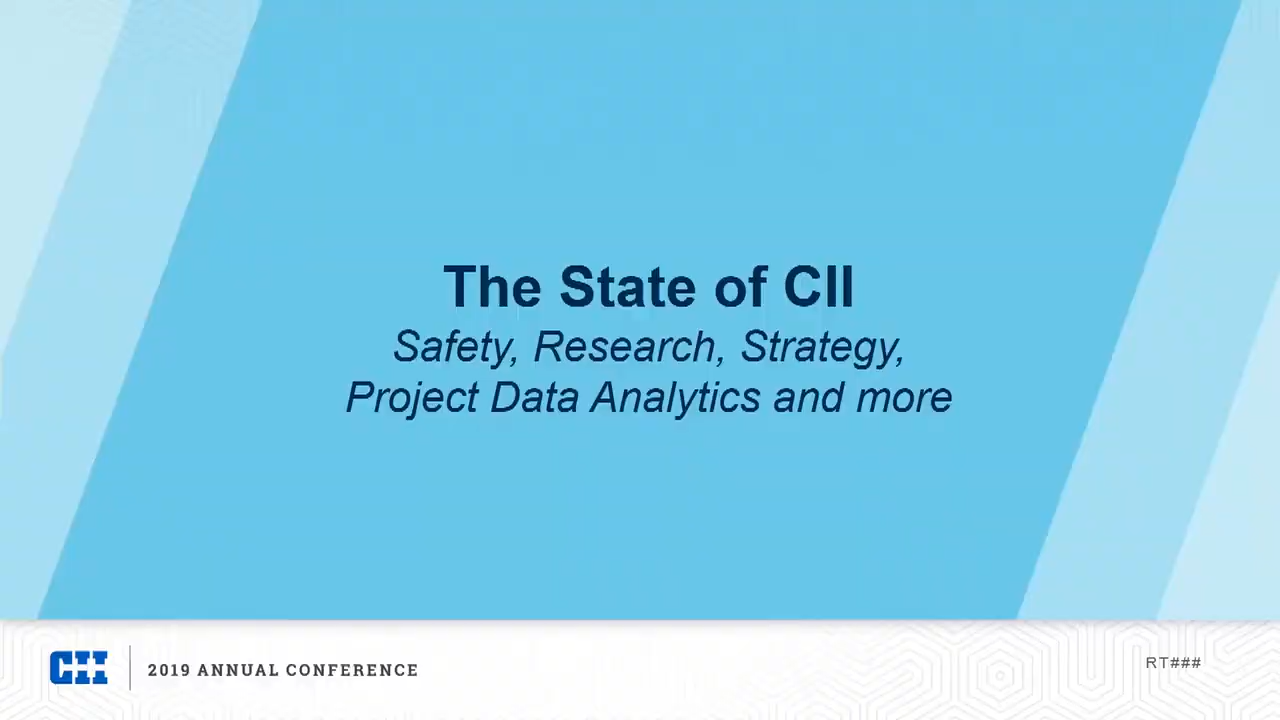 The State of CII
Safety, Research, Strategy,
Project Data Analytics and more
CII
2019 ANNUAL CONFERENCE
RT###